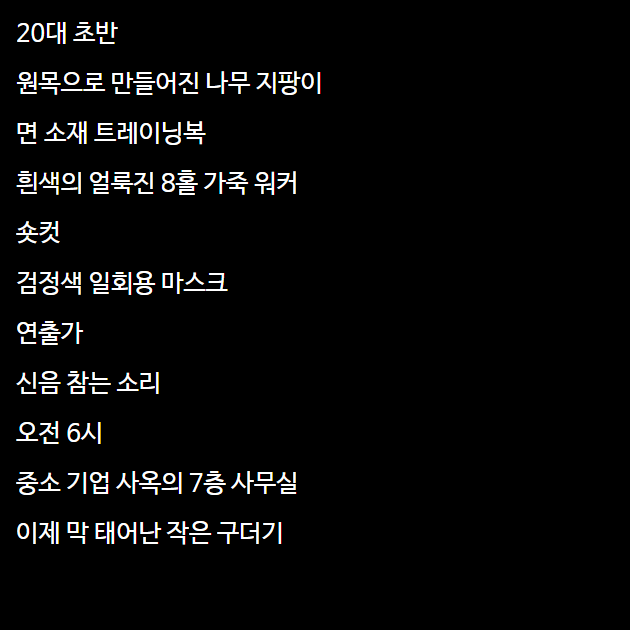 20대 초반
원목으로 만들어진 나무 지팡이
면 소재 트레이닝복
흰색의 얼룩진 8홀 가죽 워커
숏컷
검정색 일회용 마스크
연출가
신음 참는 소리
오전 6시
중소 기업 사옥의 7층 사무실
이제 막 태어난 작은 구더기